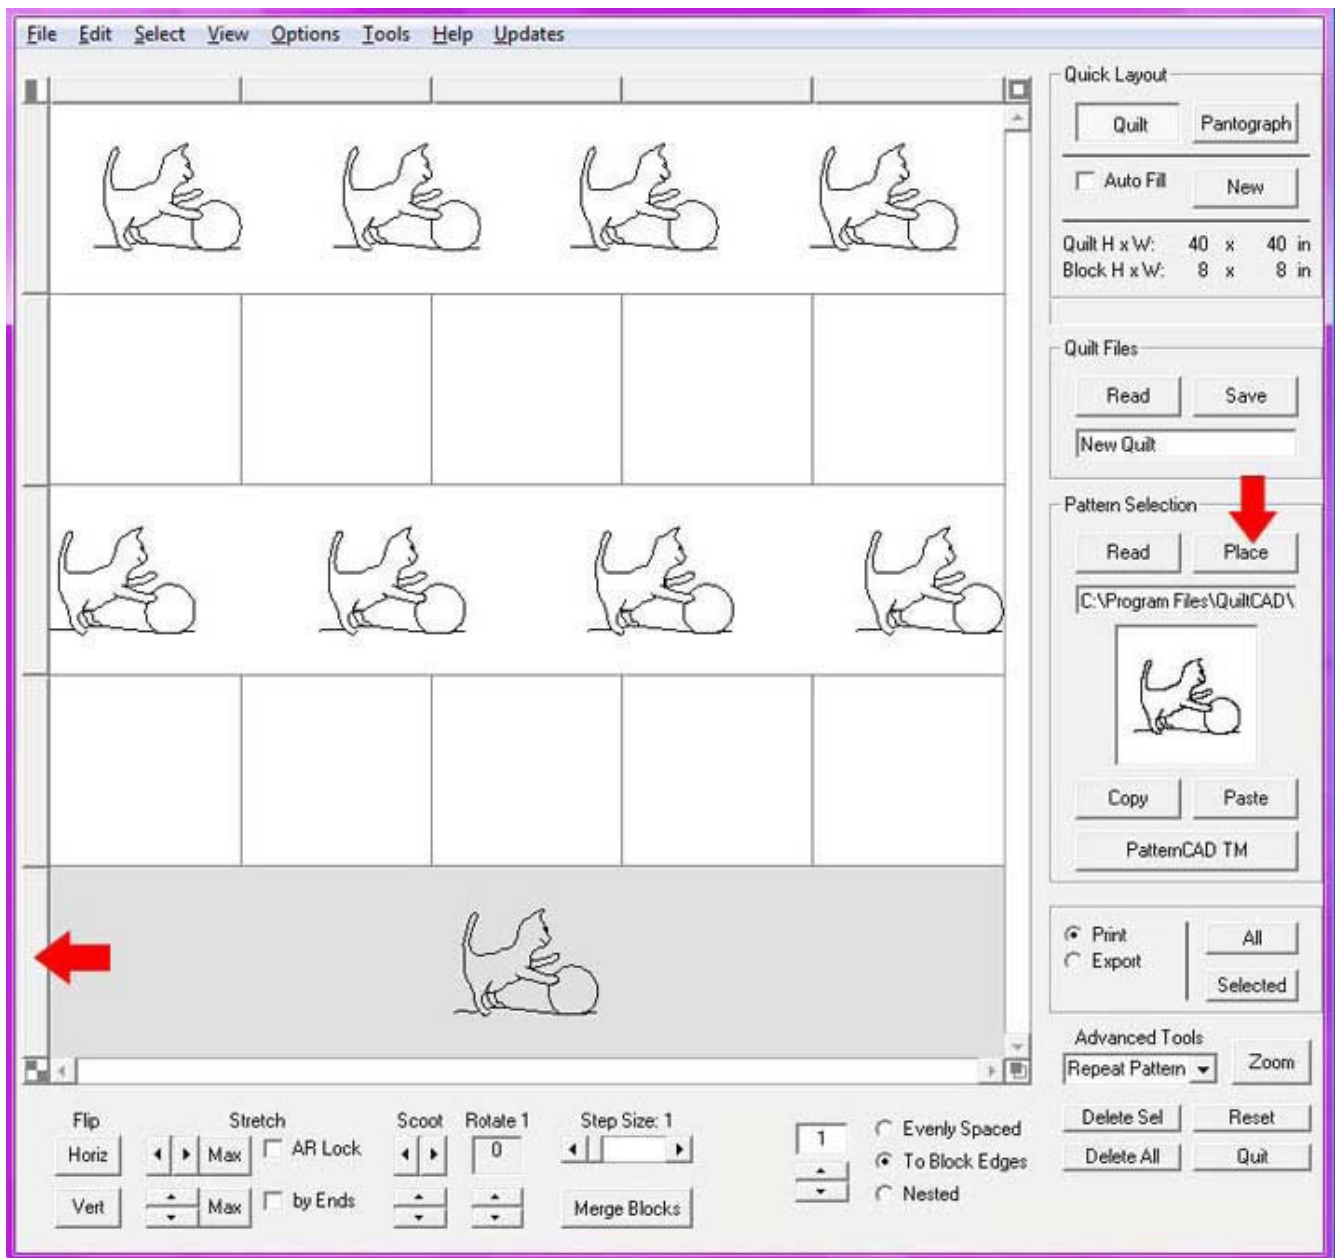 File Edit Select View Options Tools Help Updates
Quick Layout
Quilt Pantograph
Auto Fill New
Quilt H x W: 40 x 40 in
Block H x W: 8 x 8 in
Quilt Files
Read Save
New Quilt
Pattern Selection
Read Place
C:\Program Files\QuiltCAD\
Copy Paste
PatternCAD TM
Print All
Export
Selected
Advanced Tools
Repeat Pattern Zoom
Delete Sel Reset
Delete All Quit
Flip Stretch Scoot Rotate 1 Step Size: 1
Horiz Max AR Lock 0
Vert Max by Ends Merge Blocks
1 Evenly Spaced
To Block Edges
Nested